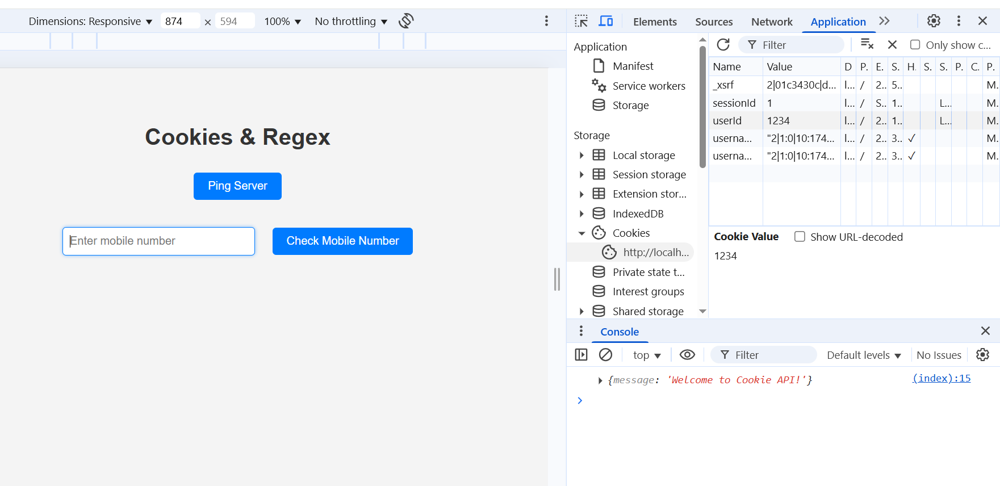 Dimensions: Responsive ▼ 874 × 594 100% ▼ No throttling ▼
Cookies & Regex
Ping Server
Enter mobile number
Check Mobile Number
Elements Sources Network Application
Application
Manifest
Service workers
Storage
Storage
Local storage
Session storage
Extension stor...
IndexedDB
Cookies
http://localh...
Private state t...
Interest groups
Shared storage
Filter Only show c...
Name Value D P. E. S. H. S. S. P. C. P.
_xsrf 2|01c3430c|d... l... / 2.. 5.. M.
sessionId 1 l... / S.. 1.. L... M.
userId 1234 l... / 2.. 1.. L... M.
userna... "2|1:0|10:174... l... / 2.. 3.. ✓ M.
userna... "2|1:0|10:174... l... / 2.. 3.. ✓ M.
Cookie Value Show URL-decoded
1234
Console
top ▼ Filter Default levels ▼ No Issues
{message: 'Welcome to Cookie API!'} (index):15